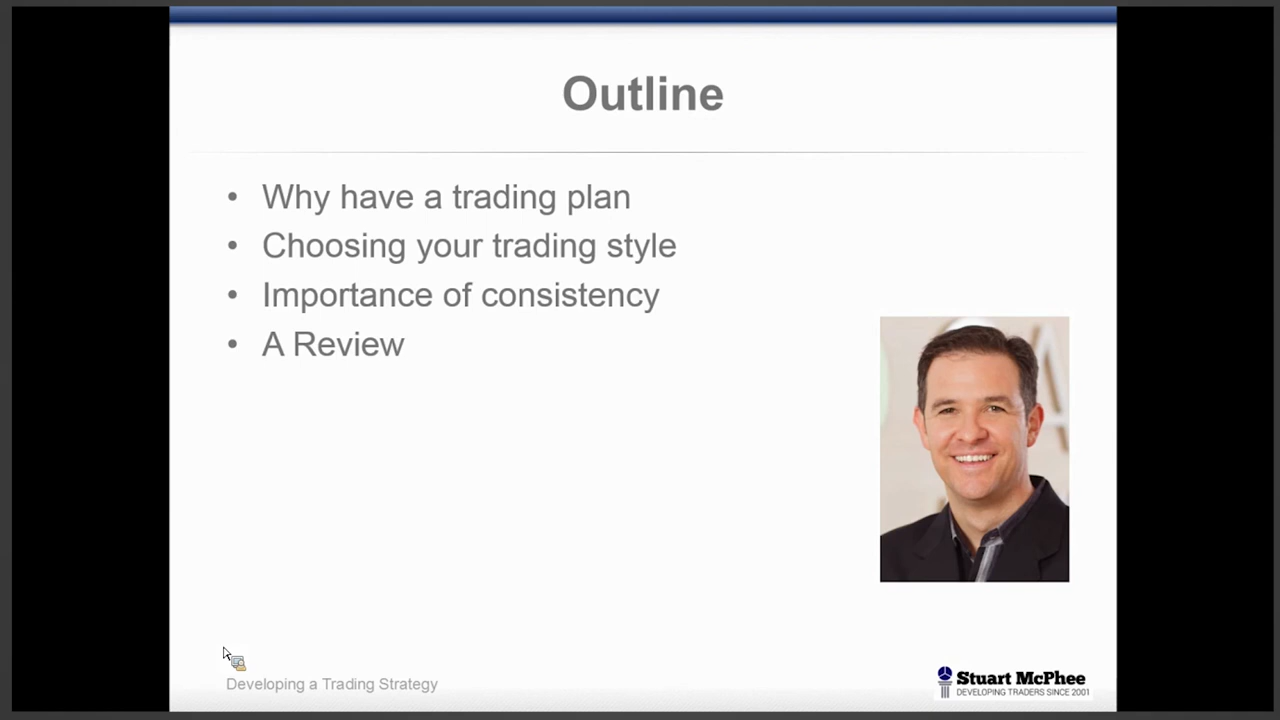 Outline
• Why have a trading plan
• Choosing your trading style
• Importance of consistency
• A Review
Developing a Trading Strategy
Stuart McPhee
DEVELOPING TRADERS SINCE 2001